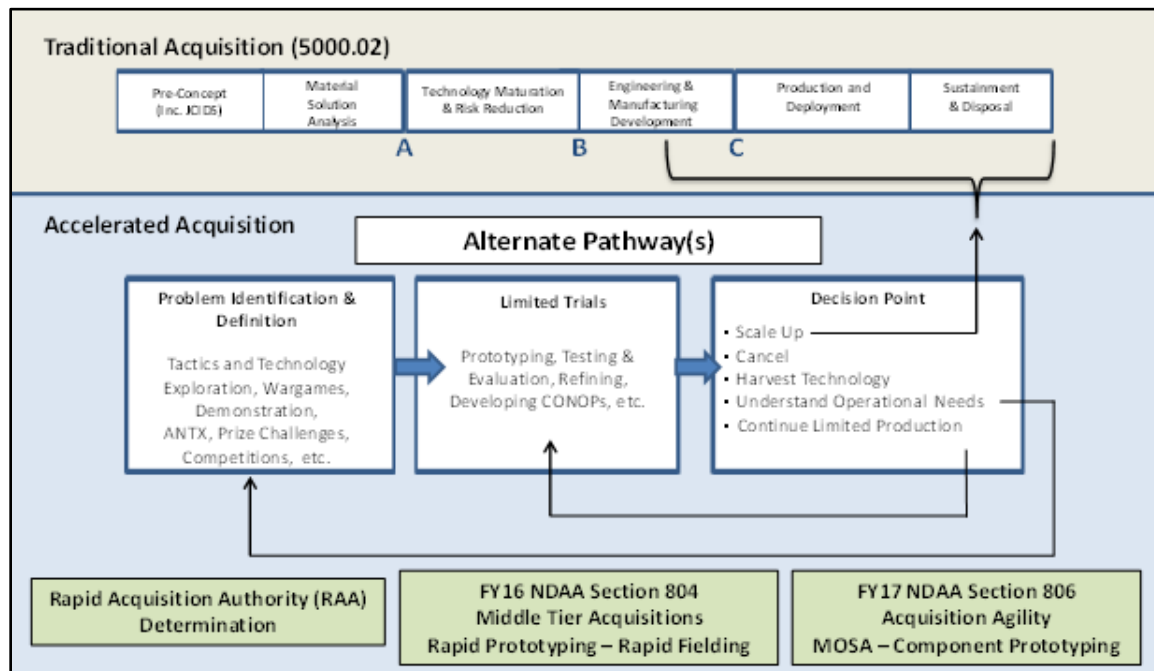 Traditional Acquisition (5000.02)
Pre-Concept
(Inc. JCIDS)
Material
Solution
Analysis
Technology Maturation
& Risk Reduction
Engineering &
Manufacturing
Development
Production and
Deployment
Sustainment
& Disposal
A
B
C
Accelerated Acquisition
Alternate Pathway(s)
Problem Identification &
Definition
Tactics and Technology
Exploration, Wargames,
Demonstration,
ANTX, Prize Challenges,
Competitions, etc.
Limited Trials
Prototyping, Testing &
Evaluation, Refining,
Developing CONOPs, etc.
Decision Point
▪ Scale Up
▪ Cancel
▪ Harvest Technology
▪ Understand Operational Needs
▪ Continue Limited Production
Rapid Acquisition Authority (RAA)
Determination
FY16 NDAA Section 804
Middle Tier Acquisitions
Rapid Prototyping – Rapid Fielding
FY17 NDAA Section 806
Acquisition Agility
MOSA – Component Prototyping